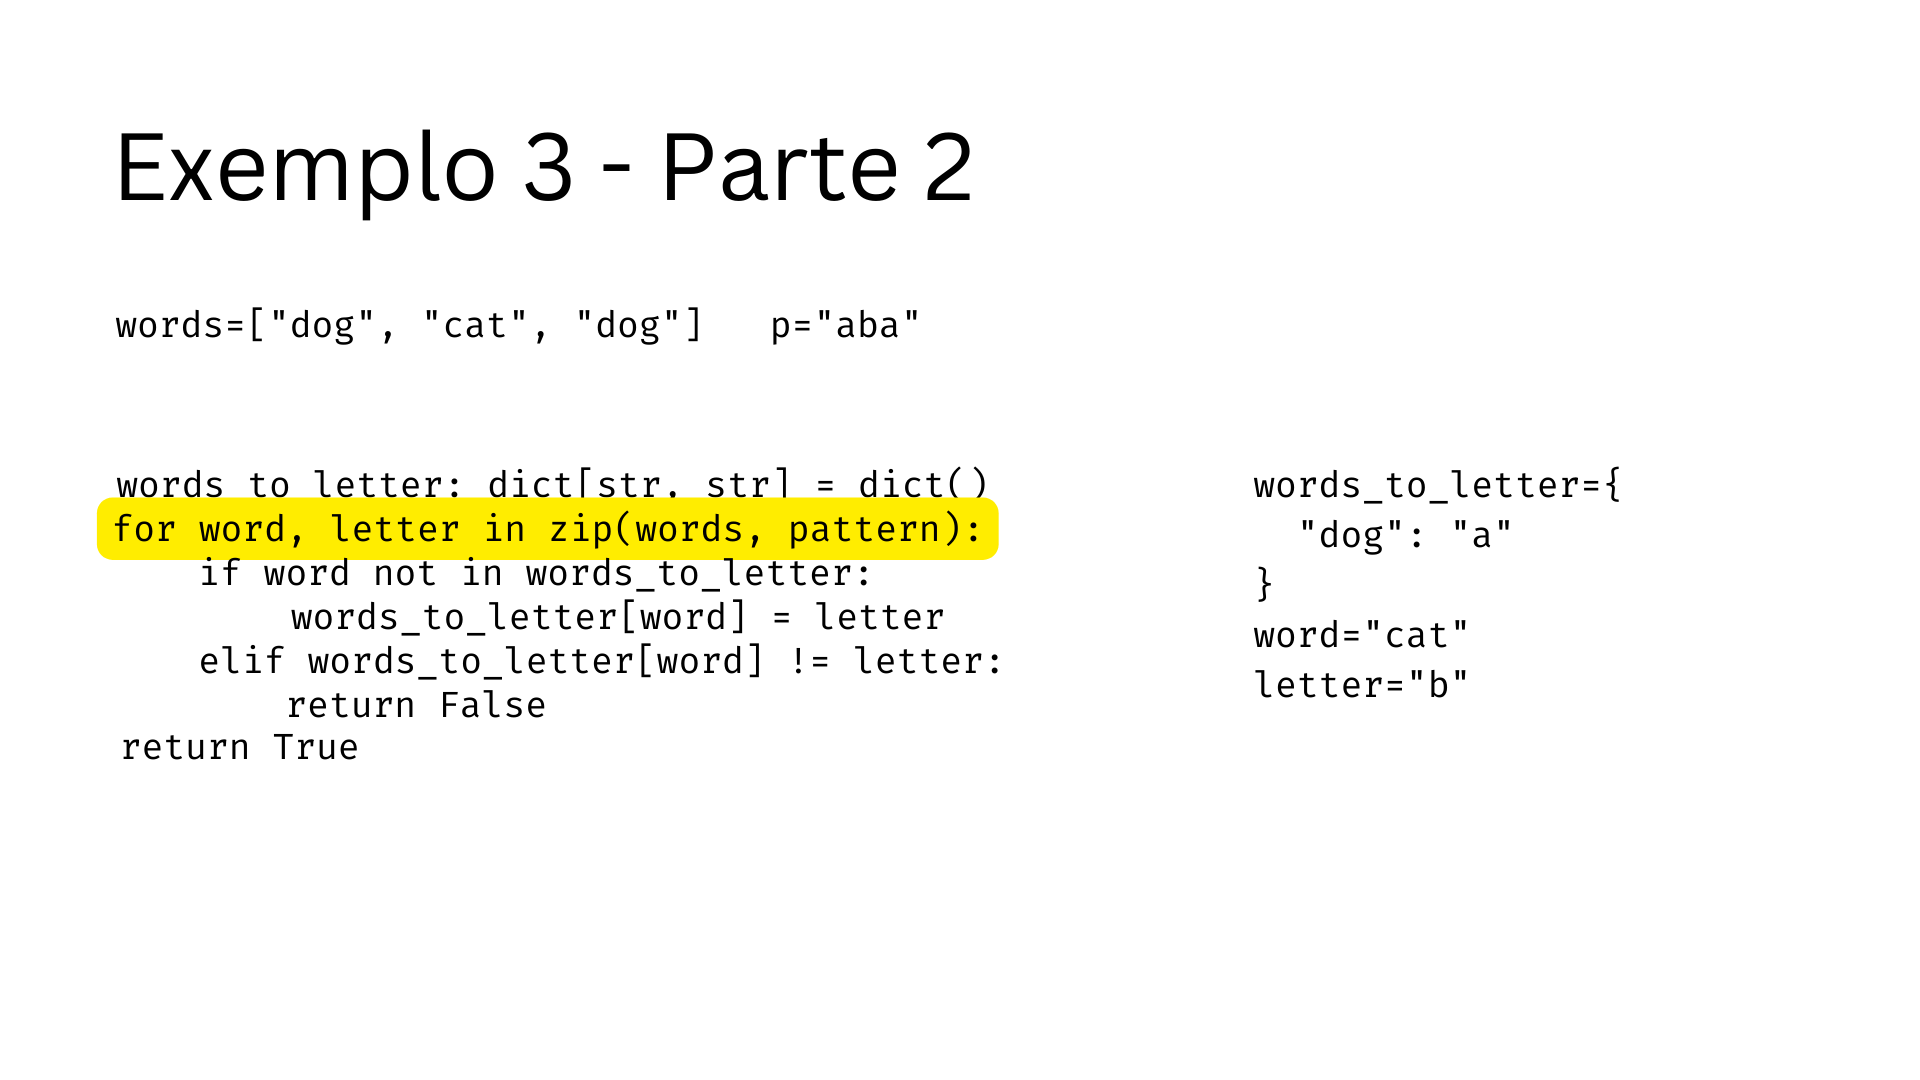 Exemplo 3 - Parte 2
words=["dog", "cat", "dog"]   p="aba"
words_to_letter: dict[str, str] = dict()
for word, letter in zip(words, pattern):
    if word not in words_to_letter:
        words_to_letter[word] = letter
    elif words_to_letter[word] != letter:
        return False
return True
words_to_letter={
  "dog": "a"
}
word="cat"
letter="b"